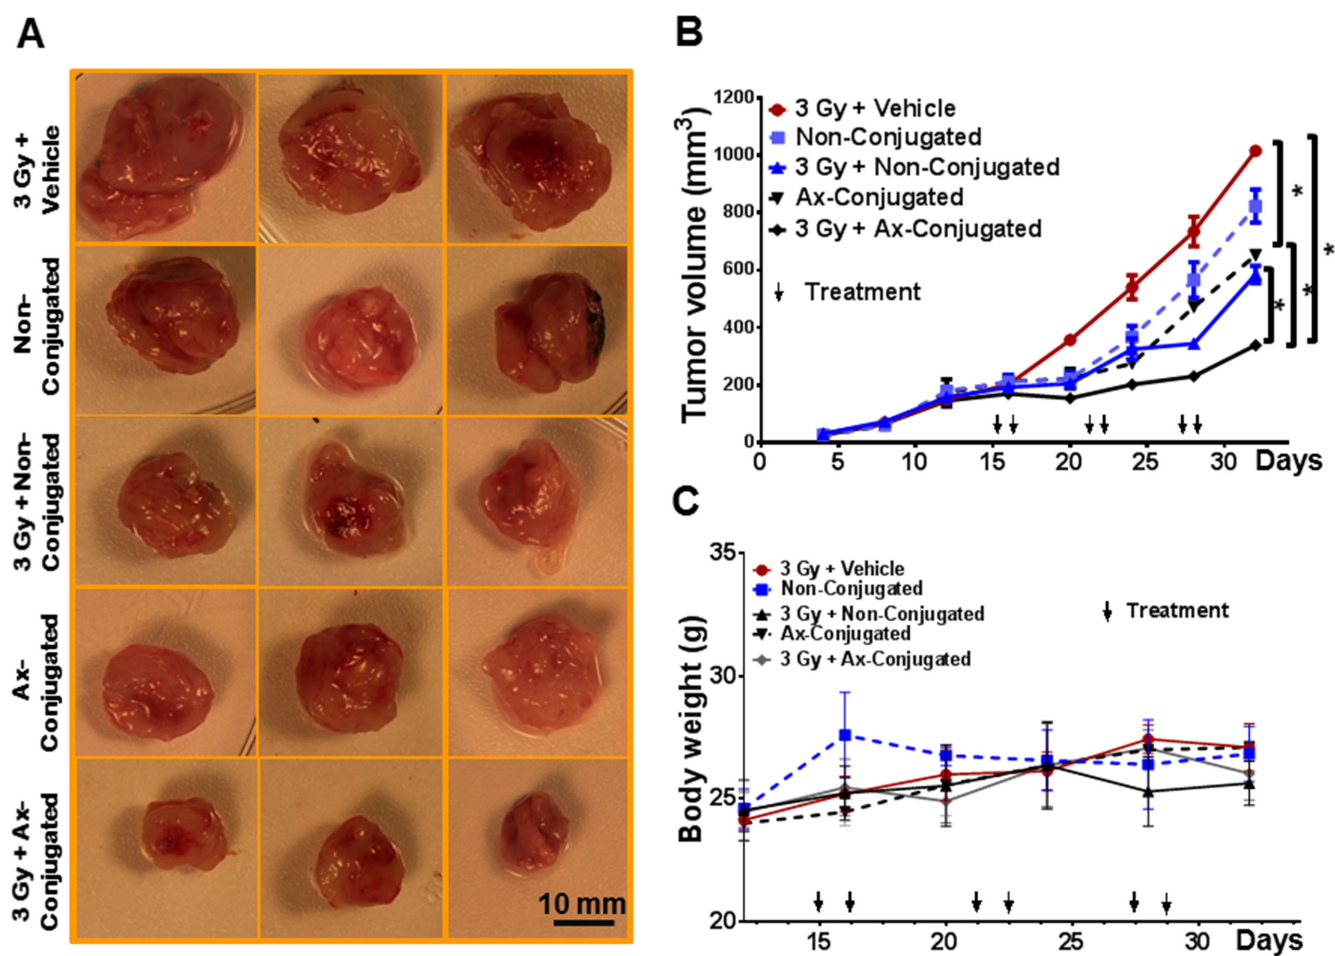 A
3 Gy +
Vehicle
Non-
Conjugated
3 Gy + Non-
Conjugated
Ax-
Conjugated
3 Gy + Ax-
Conjugated
10 mm
B
Tumor volume (mm³)
1200
1000
800
600
400
200
0
3 Gy + Vehicle
Non-Conjugated
3 Gy + Non-Conjugated
Ax-Conjugated
3 Gy + Ax-Conjugated
Treatment
*
*
*
*
0 5 10 15 20 25 30 Days
C
Body weight (g)
35
30
25
20
3 Gy + Vehicle
Non-Conjugated
3 Gy + Non-Conjugated
Ax-Conjugated
3 Gy + Ax-Conjugated
Treatment
15 20 25 30 Days